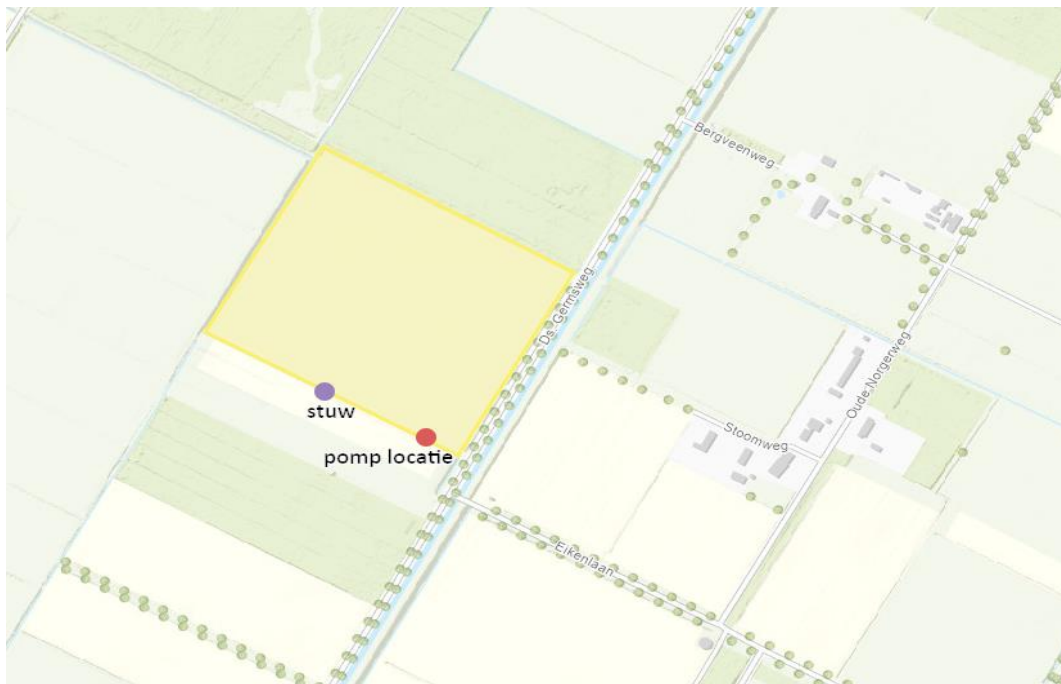 Bergveenweg
Ds. Germsweg
Oude Norgerweg
stuw
Stoomweg
pomp locatie
Eikenlaan